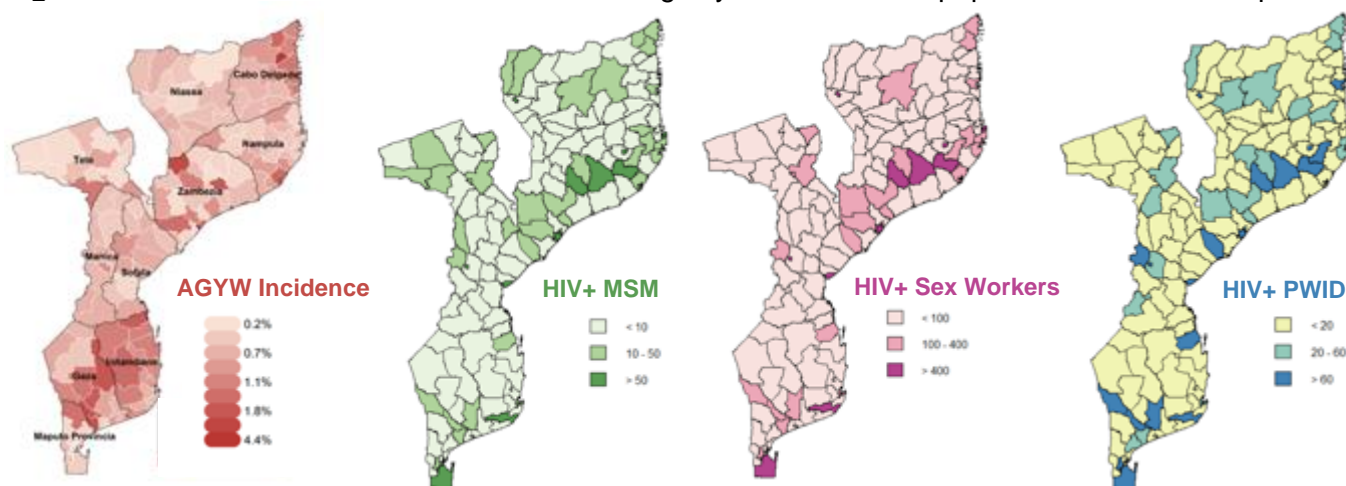 Cabo Delgado
Niassa
Nampula
Tete
Zambezia
Manica
Sofala
Inhambane
Gaza
Maputo Provincia
AGYW Incidence
0.2%
0.7%
1.1%
1.8%
4.4%
HIV+ MSM
< 10
10 - 50
> 50
HIV+ Sex Workers
< 100
100 - 400
> 400
HIV+ PWID
< 20
20 - 60
> 60